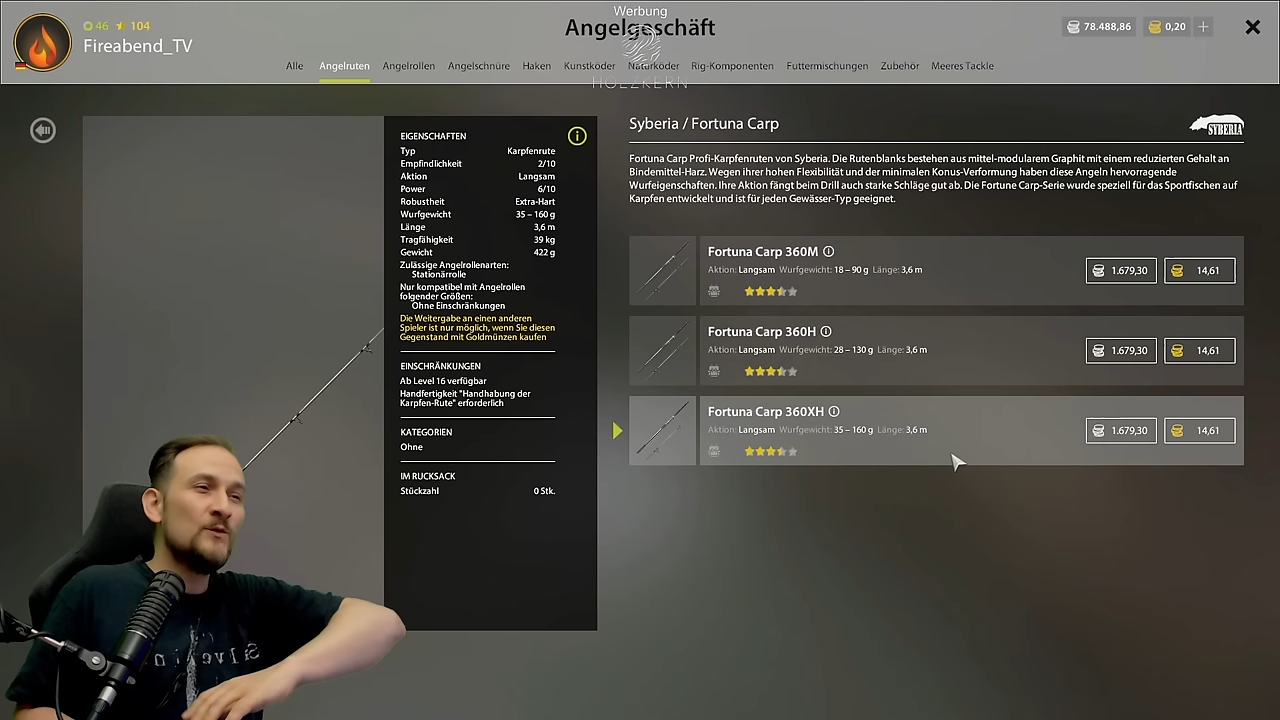 Werbung
46 104
Fireabend_TV
Angelgeschäft
78.488,86 0,20 +
HOLZKERN
Alle Angelruten Angelrollen Angelschnüre Haken Kunstköder Naturköder Rig-Komponenten Futtermischungen Zubehör Meeres Tackle
EIGENSCHAFTEN
Typ Karpfenrute
Empfindlichkeit 2/10
Aktion Langsam
Power 6/10
Robustheit Extra-Hart
Wurfgewicht 35 – 160 g
Länge 3,6 m
Tragfähigkeit 39 kg
Gewicht 422 g
Zulässige Angelrollenarten:
Stationärrolle
Nur kompatibel mit Angelrollen
folgender Größen:
Ohne Einschränkungen
Die Weitergabe an einen anderen
Spieler ist nur möglich, wenn Sie diesen
Gegenstand mit Goldmünzen kaufen
EINSCHRÄNKUNGEN
Ab Level 16 verfügbar
Handfertigkeit "Handhabung der
Karpfen-Rute" erforderlich
KATEGORIEN
Ohne
IM RUCKSACK
Stückzahl 0 Stk.
Syberia / Fortuna Carp
SYBERIA
Fortuna Carp Profi-Karpfenruten von Syberia. Die Rutenblanks bestehen aus mittel-modularem Graphit mit einem reduzierten Gehalt an
Bindemittel-Harz. Wegen ihrer hohen Flexibilität und der minimalen Konus-Verformung haben diese Angeln hervorragende
Wurfeigenschaften. Ihre Aktion fängt beim Drill auch starke Schläge gut ab. Die Fortune Carp-Serie wurde speziell für das Sportfischen auf
Karpfen entwickelt und ist für jeden Gewässer-Typ geeignet.
Fortuna Carp 360M
Aktion: Langsam Wurfgewicht: 18 – 90 g Länge: 3,6 m
1.679,30 14,61
Fortuna Carp 360H
Aktion: Langsam Wurfgewicht: 28 – 130 g Länge: 3,6 m
1.679,30 14,61
Fortuna Carp 360XH
Aktion: Langsam Wurfgewicht: 35 – 160 g Länge: 3,6 m
1.679,30 14,61